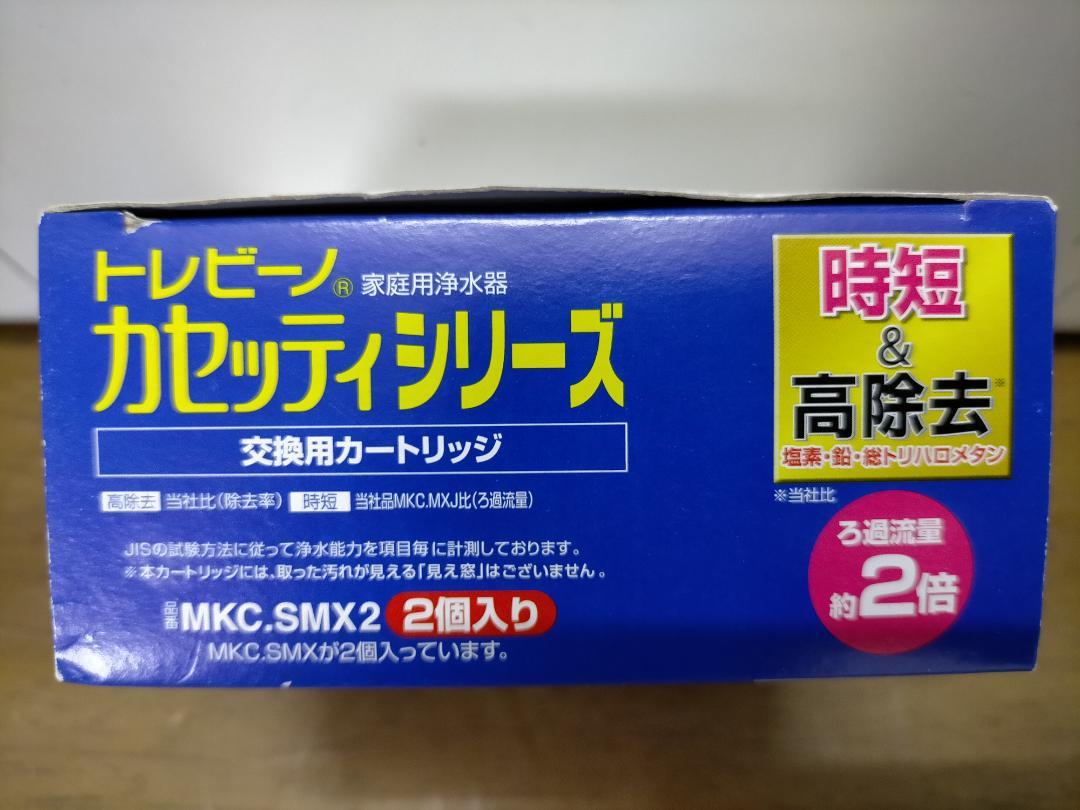 トレビーノ® 家庭用浄水器
カセッティシリーズ
交換用カートリッジ
高除去 当社比(除去率) 時短 当社品MKC.MXJ比(ろ過流量)
JISの試験方法に従って浄水能力を項目毎に計測しております。
※本カートリッジには、取った汚れが見える「見え窓」はございません。
品番 MKC.SMX2 2個入り
MKC.SMXが2個入っています。
時短
&
高除去※
塩素・鉛・総トリハロメタン
※当社比
ろ過流量
約2倍